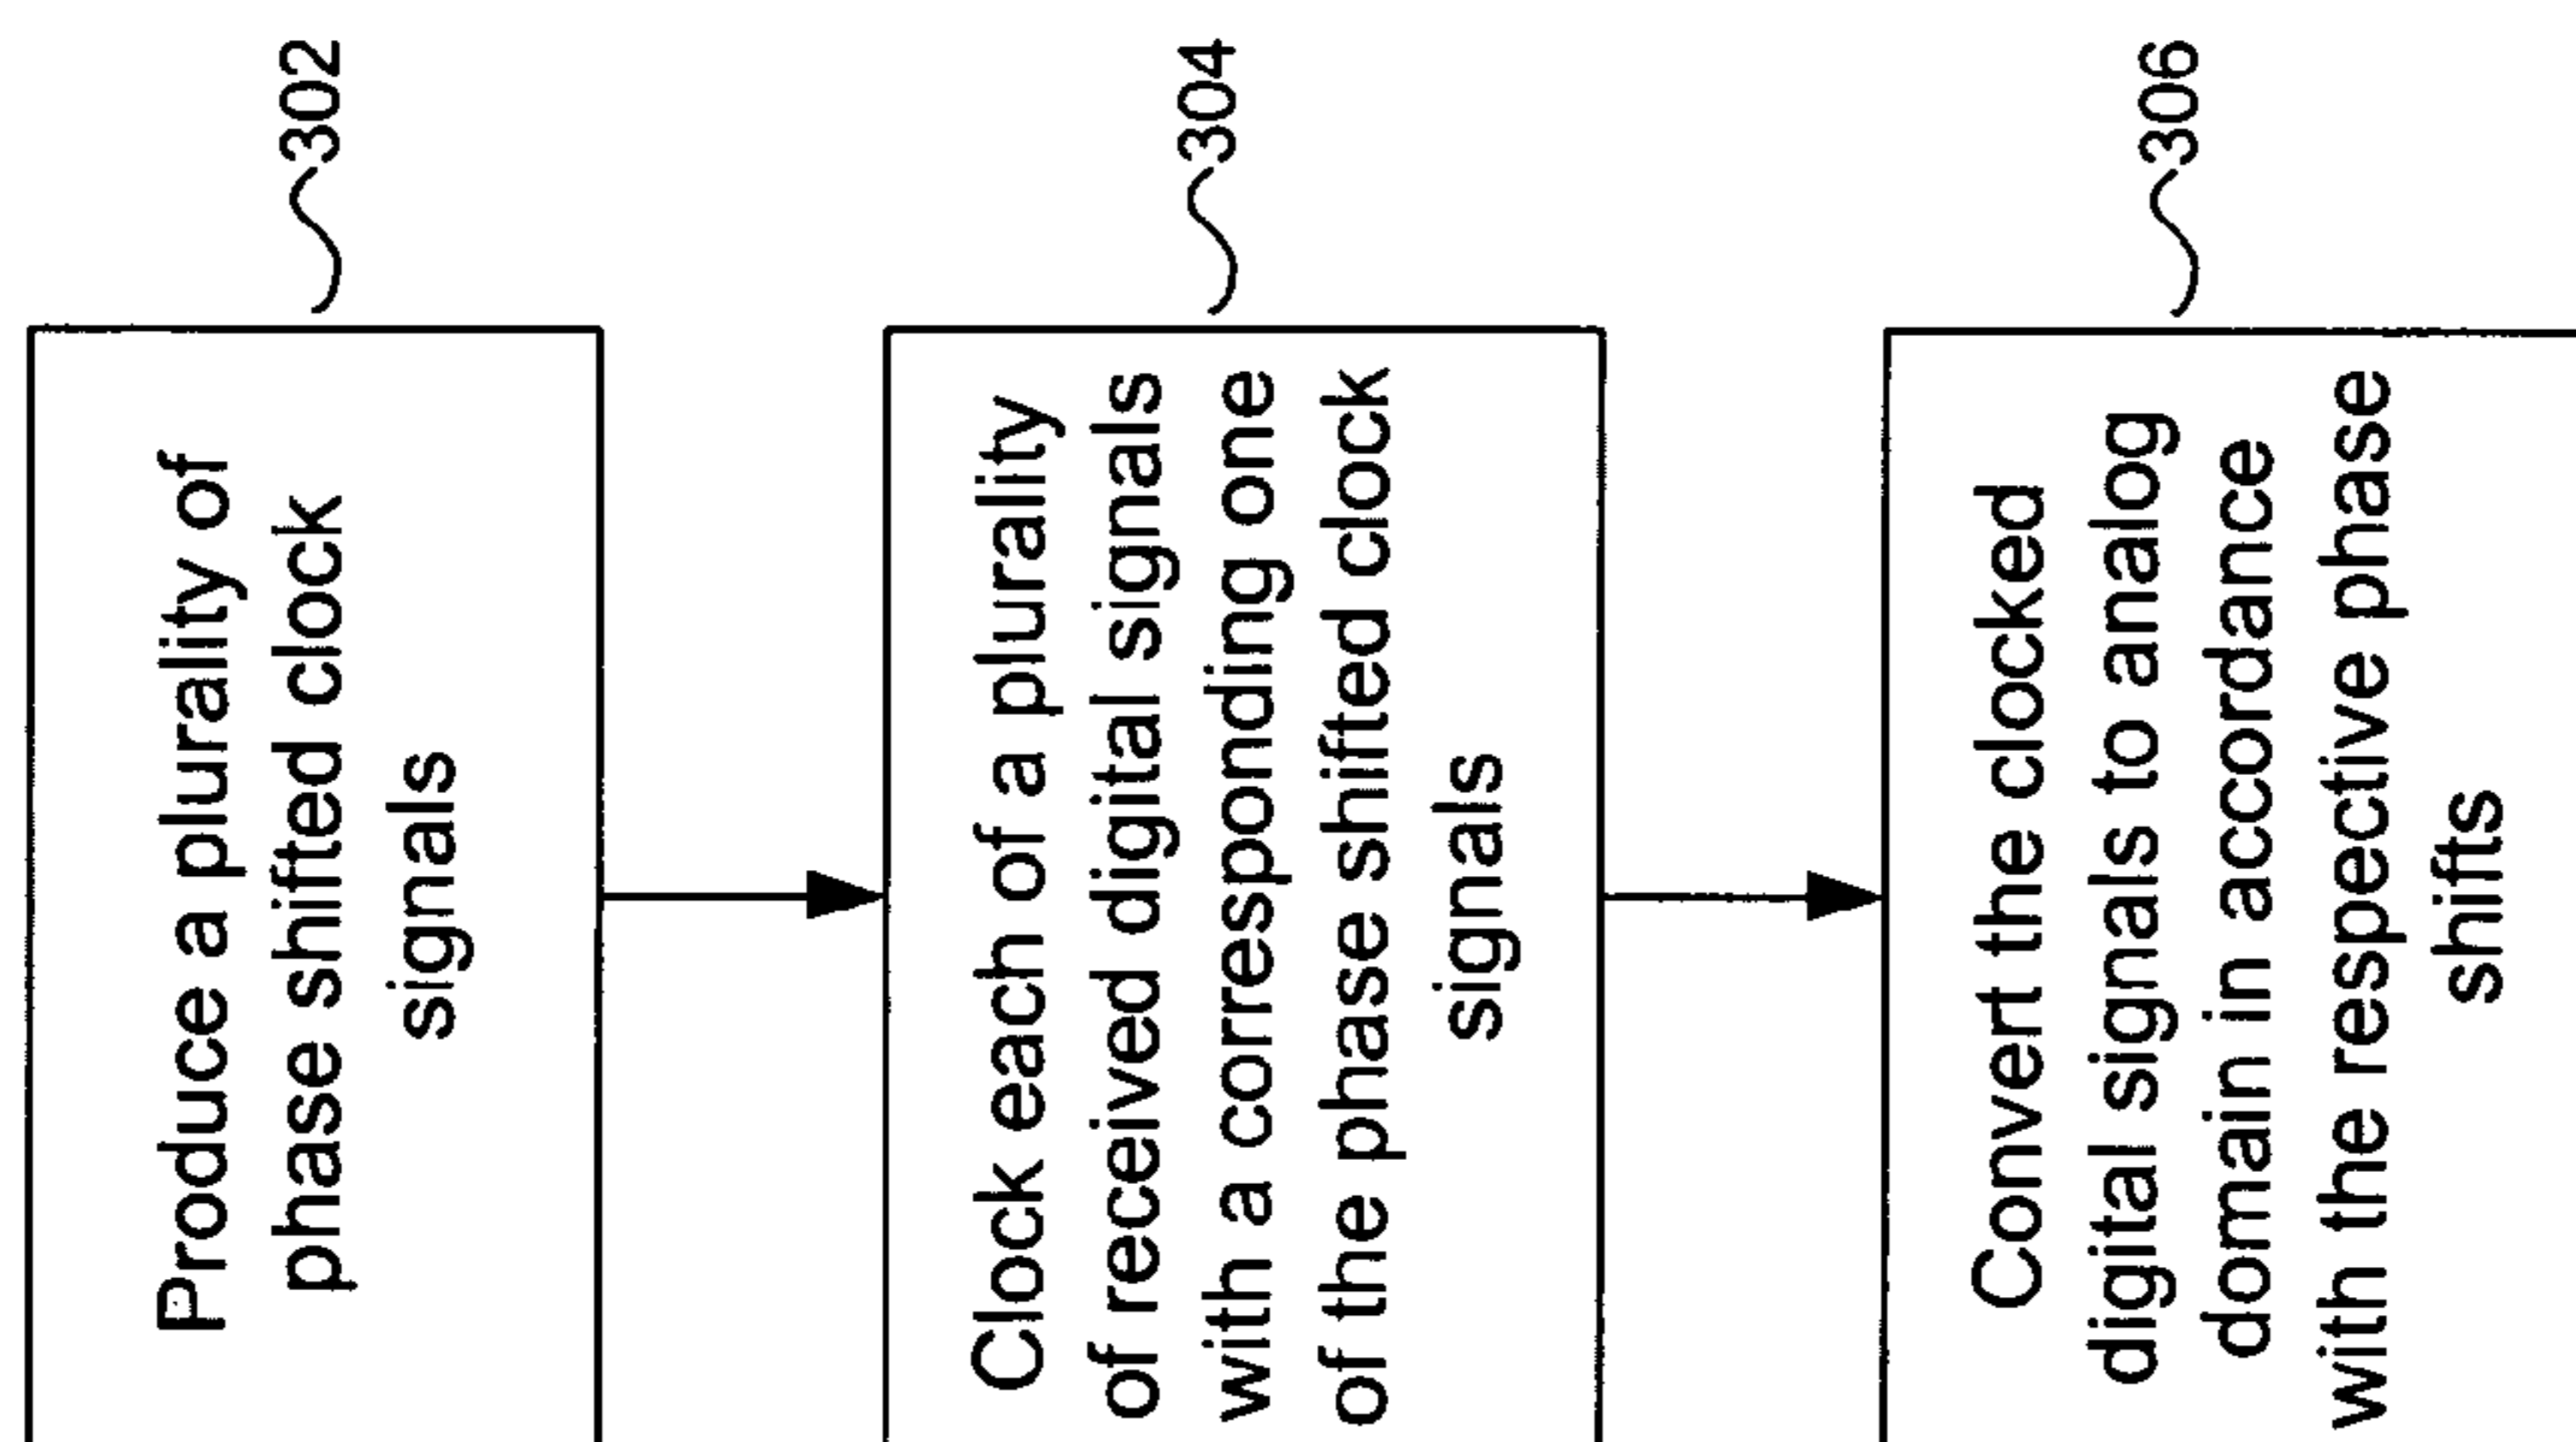 Produce a plurality of
phase shifted clock
signals
302
Clock each of a plurality
of received digital signals
with a corresponding one
of the phase shifted clock
signals
304
Convert the clocked
digital signals to analog
domain in accordance
with the respective phase
shifts
306